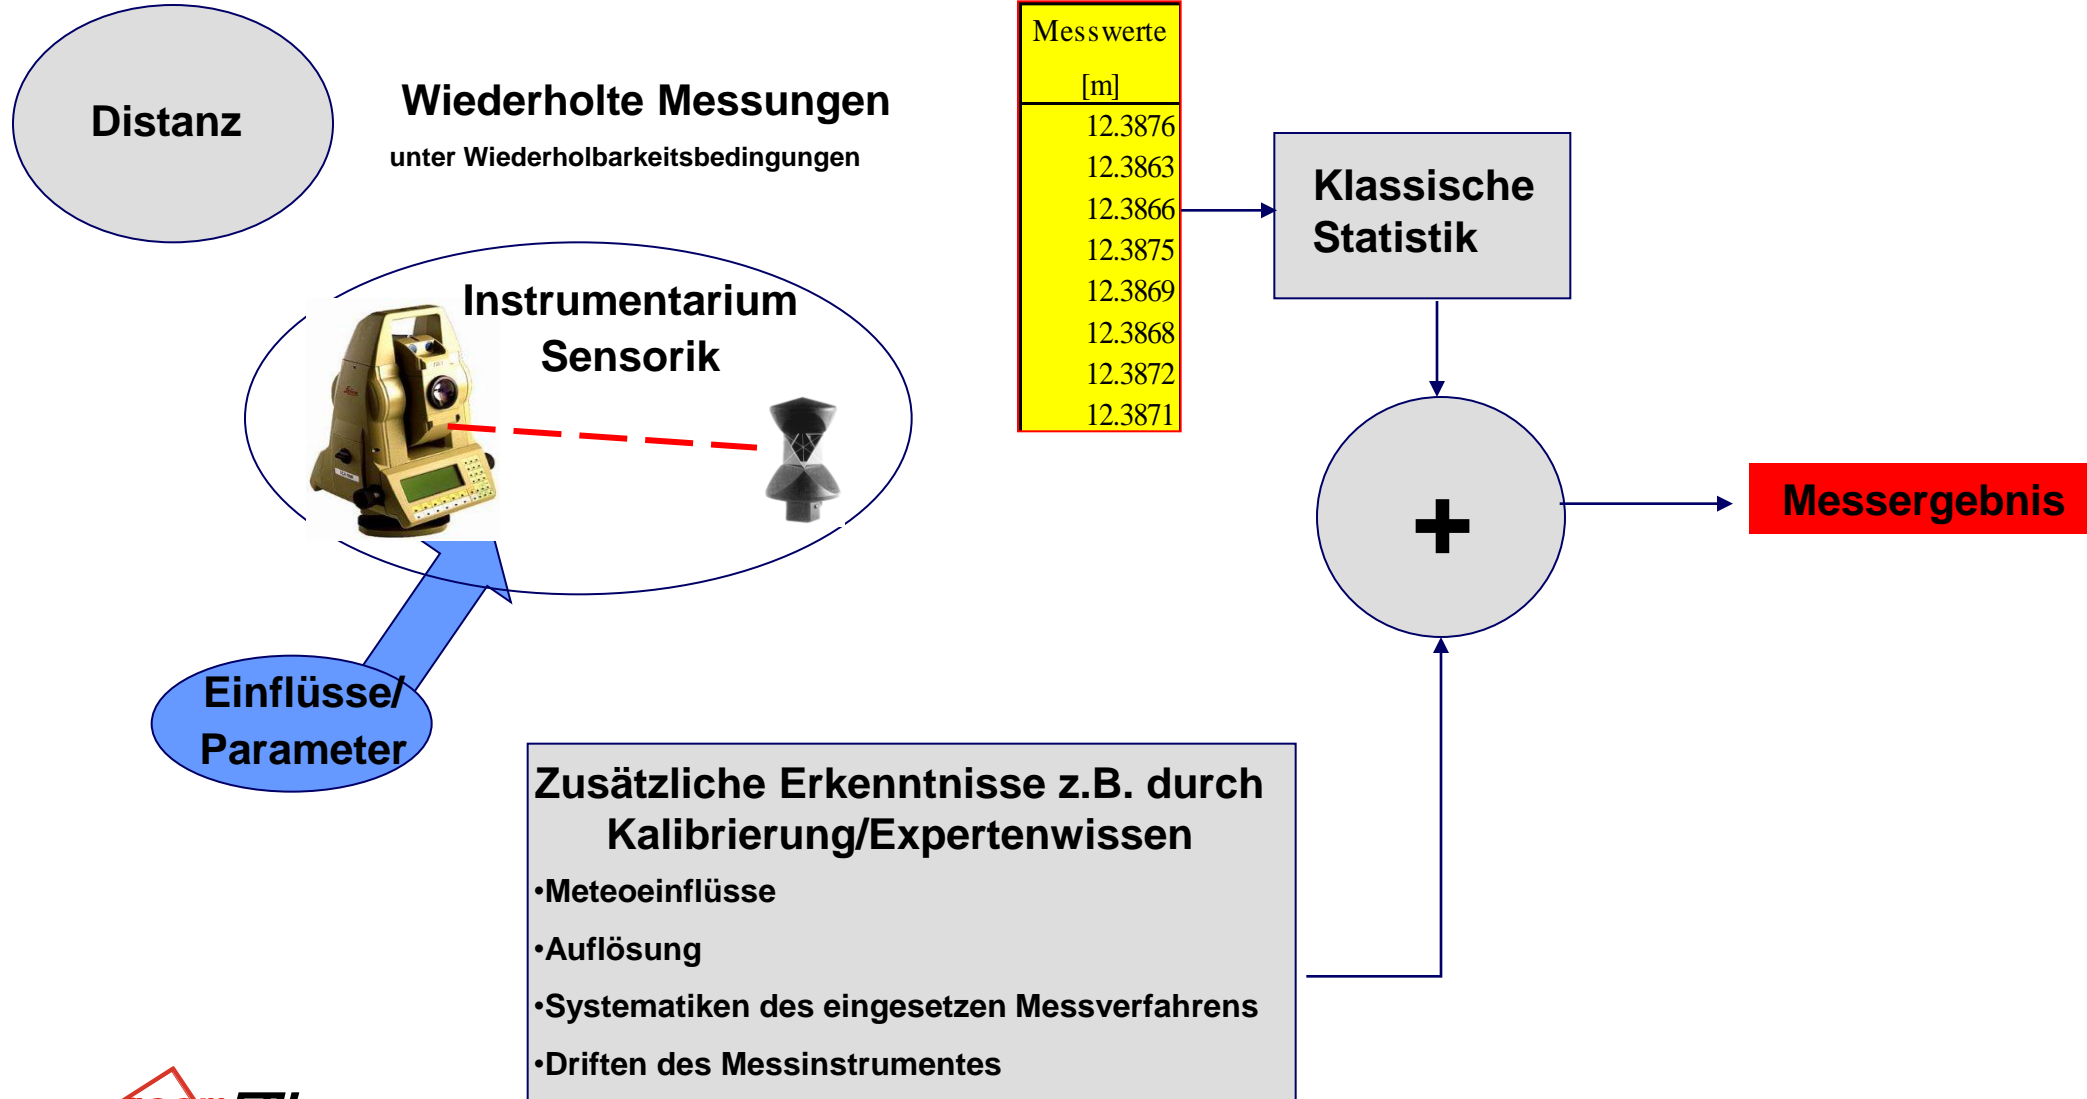 Distanz
Wiederholte Messungen
unter Wiederholbarkeitsbedingungen
Instrumentarium
Sensorik
Einflüsse/
Parameter
Messwerte
[m]
12.3876
12.3863
12.3866
12.3875
12.3869
12.3868
12.3872
12.3871
Klassische
Statistik
+
Messergebnis
Zusätzliche Erkenntnisse z.B. durch
Kalibrierung/Expertenwissen
•Meteoeinflüsse
•Auflösung
•Systematiken des eingesetzen Messverfahrens
•Driften des Messinstrumentes